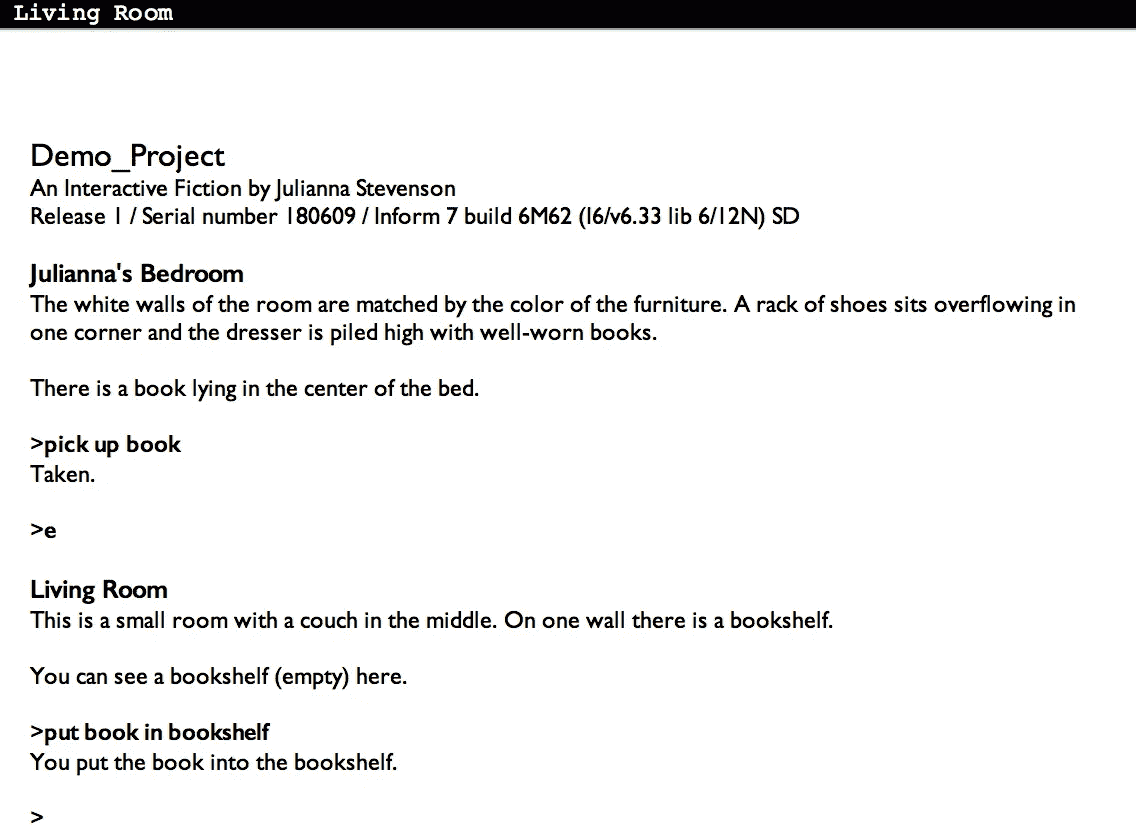 Living Room
Demo_Project
An Interactive Fiction by Julianna Stevenson
Release 1 / Serial number 180609 / Inform 7 build 6M62 (I6/v6.33 lib 6/12N) SD
Julianna's Bedroom
The white walls of the room are matched by the color of the furniture. A rack of shoes sits overflowing in
one corner and the dresser is piled high with well-worn books.
There is a book lying in the center of the bed.
>pick up book
Taken.
>e
Living Room
This is a small room with a couch in the middle. On one wall there is a bookshelf.
You can see a bookshelf (empty) here.
>put book in bookshelf
You put the book into the bookshelf.
>